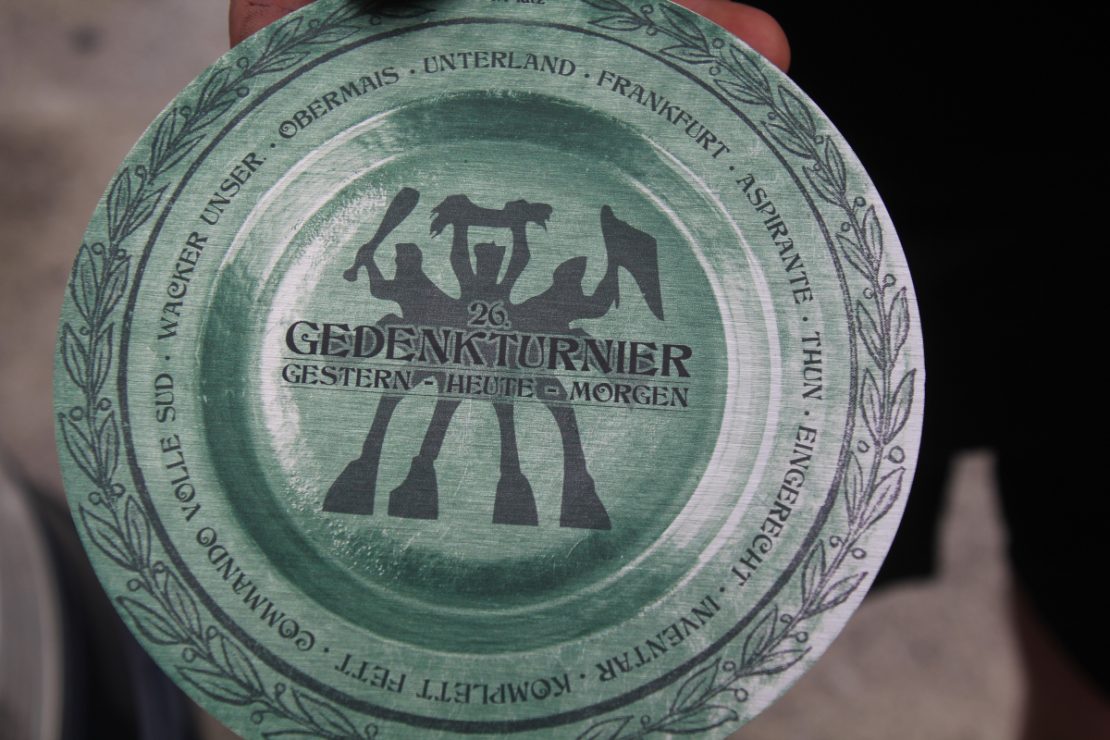 26.
GEDENKTURNIER
GESTERN - HEUTE - MORGEN
WACKER UNSER. · OBERMAIS · UNTERLAND · FRANKFURT · ASPIRANTE · THUN · EINGERECHT · INVENTAR · KOMPLETT FETT · COMMANDO VOLLE SUD ·